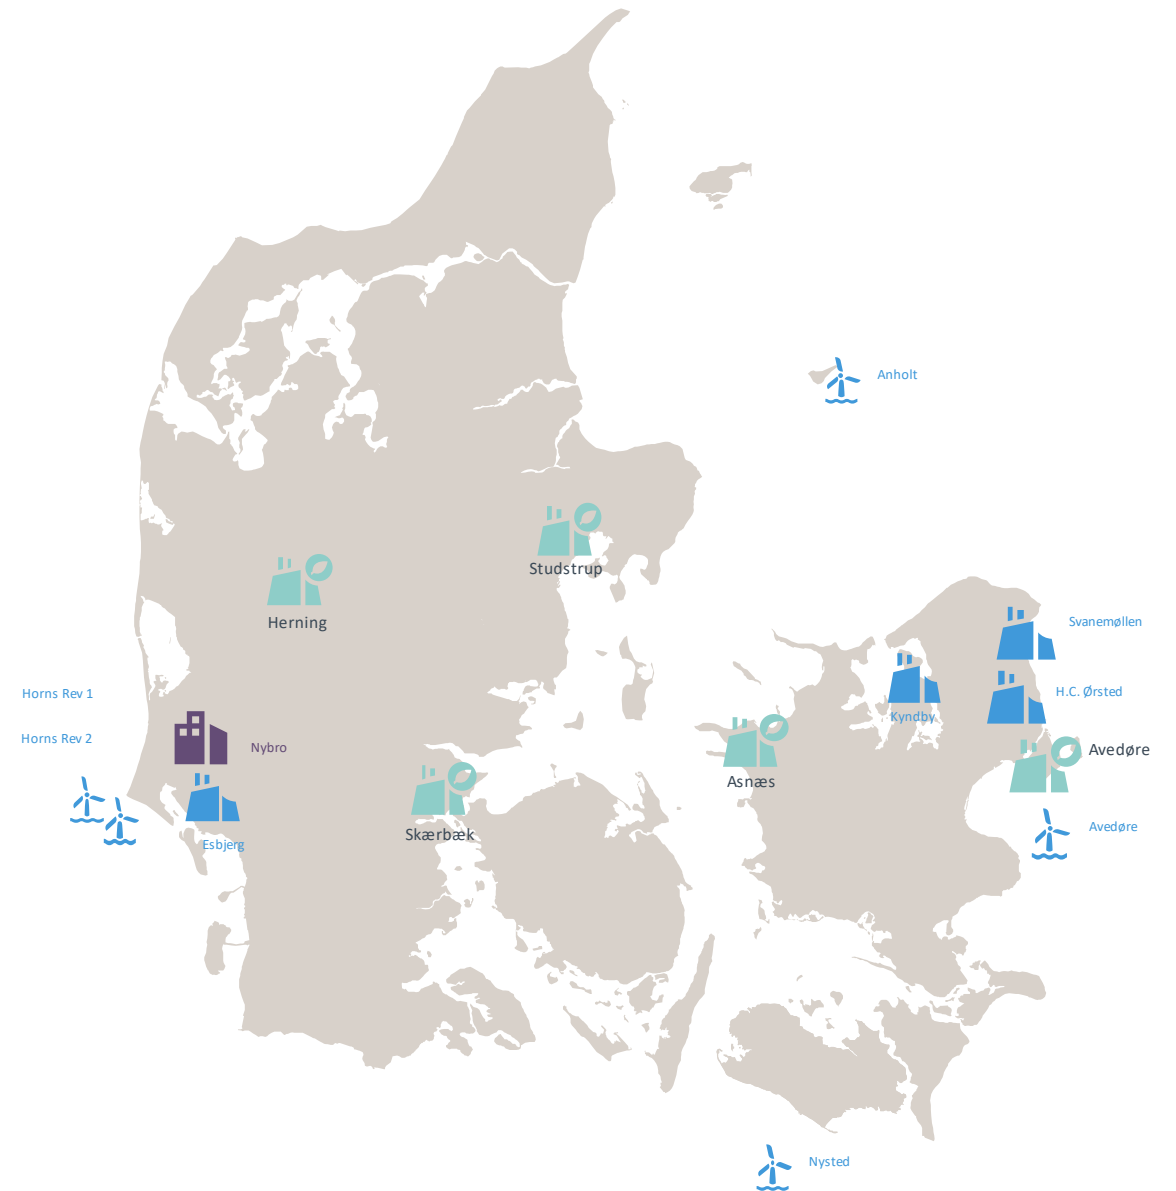 Anholt
Studstrup
Herning
Svanemøllen
Horns Rev 1
H.C. Ørsted
Kyndby
Horns Rev 2
Nybro
Avedøre
Asnæs
Skærbæk
Avedøre
Esbjerg
Nysted